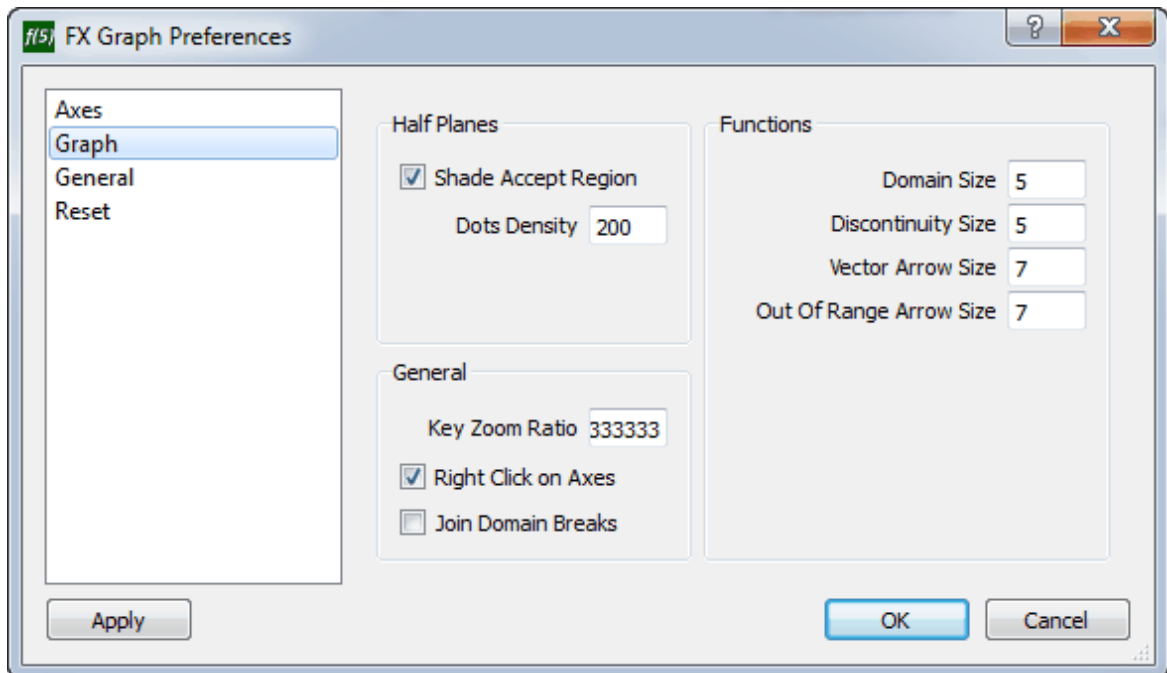 f(5) FX Graph Preferences
Axes
Graph
General
Reset
Half Planes
Shade Accept Region
Dots Density 200
General
Key Zoom Ratio 333333
Right Click on Axes
Join Domain Breaks
Functions
Domain Size 5
Discontinuity Size 5
Vector Arrow Size 7
Out Of Range Arrow Size 7
Apply
OK
Cancel